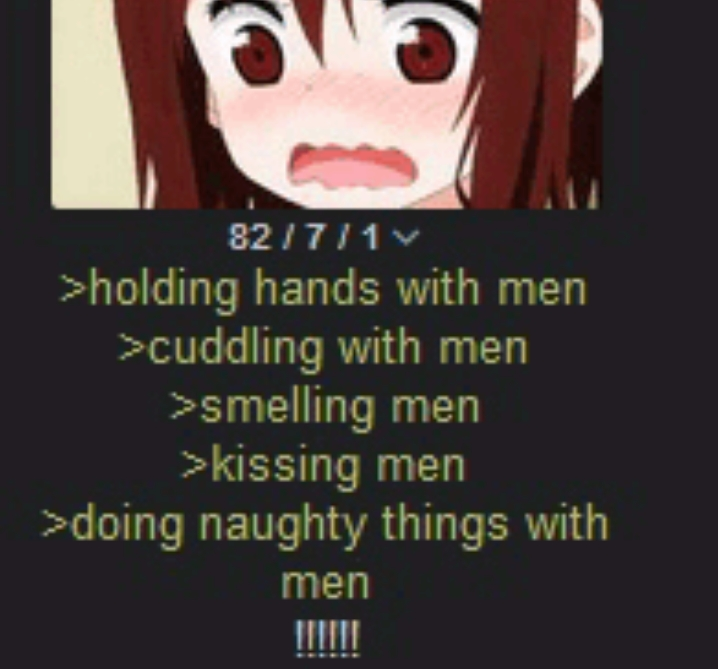 82 / 7 / 1
>holding hands with men
>cuddling with men
>smelling men
>kissing men
>doing naughty things with
men
!!!!!!